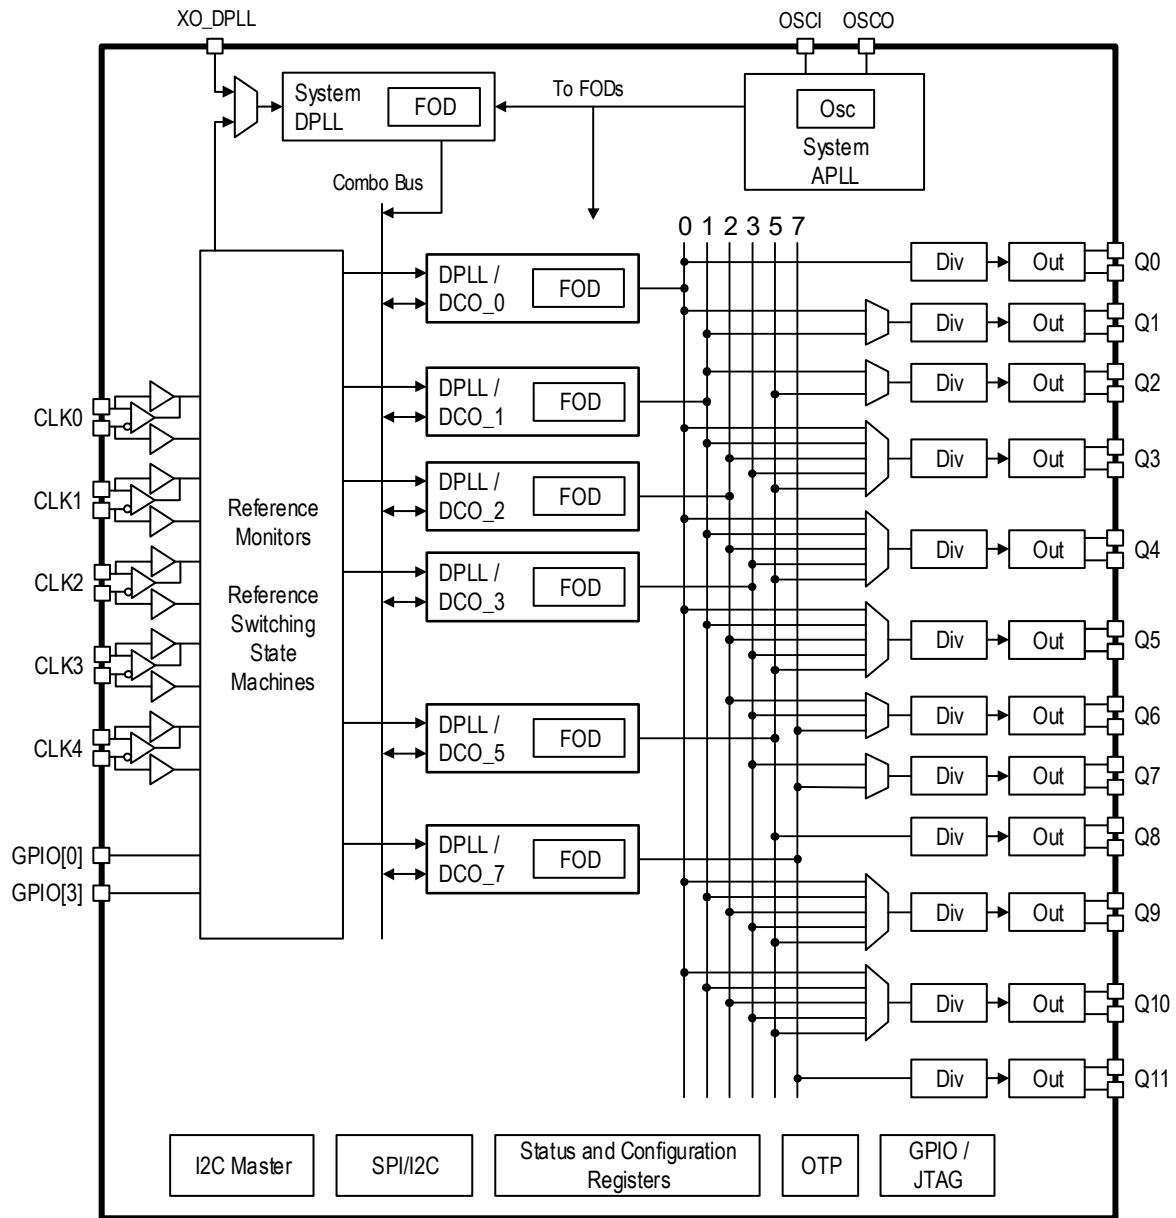 XO_DPLL
OSCI OSCO
System
DPLL
FOD
To FODs
Osc
System
APLL
Combo Bus
0 1 2 3 5 7
DPLL /
DCO_0
FOD
Div
Out
Q0
Div
Out
Q1
DPLL /
DCO_1
FOD
Div
Out
Q2
CLK0
Div
Out
Q3
DPLL /
DCO_2
FOD
CLK1
Reference
Monitors
Reference
Switching
State
Machines
Div
Out
Q4
DPLL /
DCO_3
FOD
CLK2
Div
Out
Q5
CLK3
Div
Out
Q6
DPLL /
DCO_5
FOD
CLK4
Div
Out
Q7
Div
Out
Q8
DPLL /
DCO_7
FOD
GPIO[0]
GPIO[3]
Div
Out
Q9
Div
Out
Q10
Div
Out
Q11
I2C Master
SPI/I2C
Status and Configuration
Registers
OTP
GPIO /
JTAG